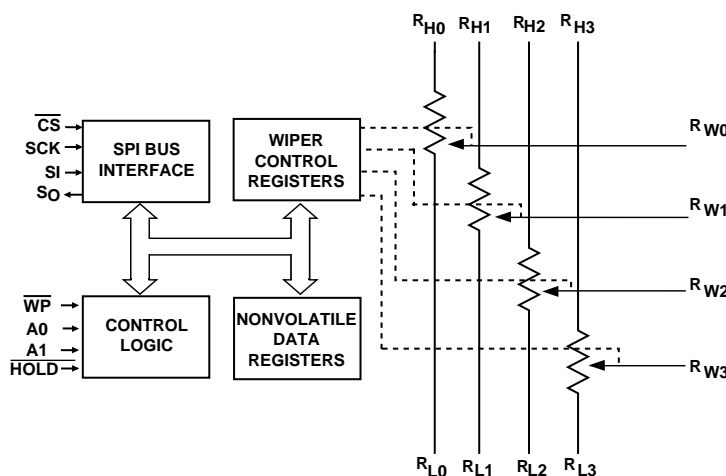 RH0 RH1 RH2 RH3
CS
SCK
SI
SO
SPI BUS
INTERFACE
WIPER
CONTROL
REGISTERS
RW0
RW1
RW2
RW3
WP
A0
A1
HOLD
CONTROL
LOGIC
NONVOLATILE
DATA
REGISTERS
RL0 RL1 RL2 RL3